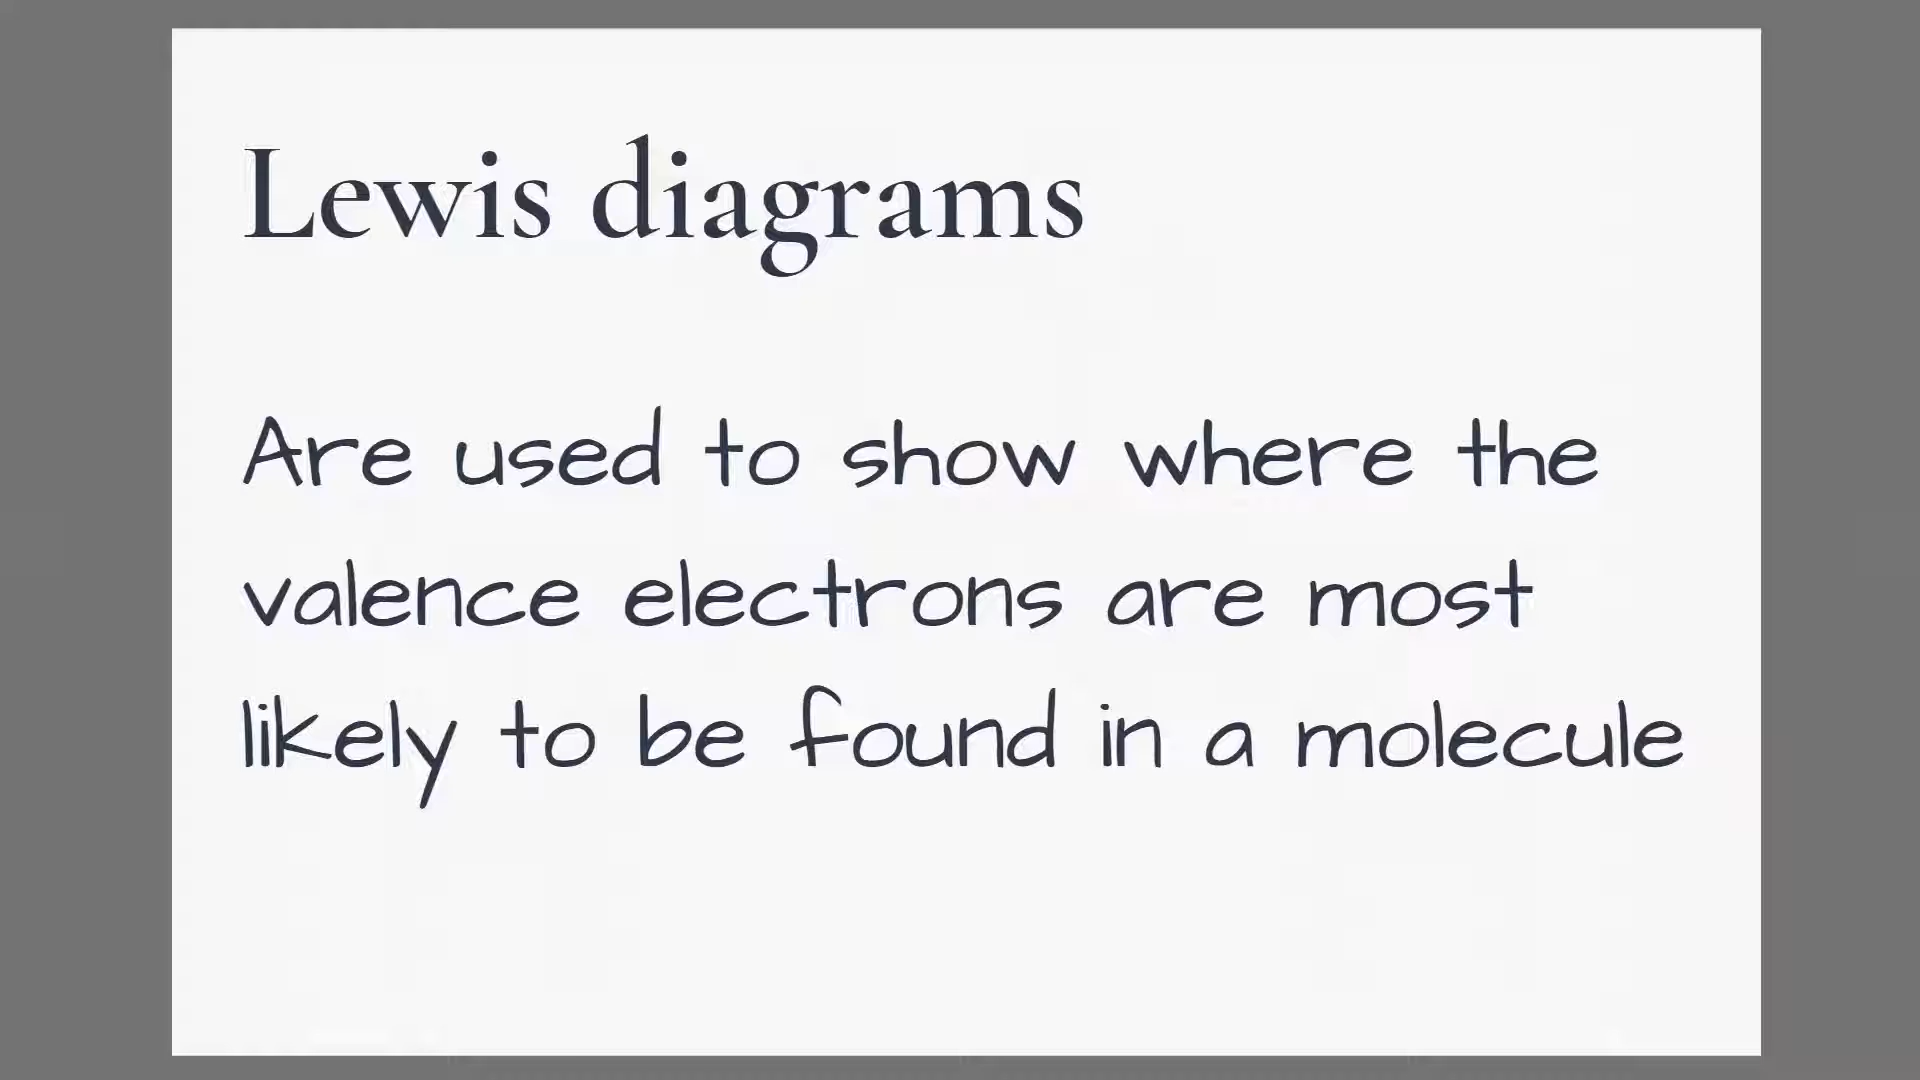 Lewis diagrams
Are used to show where the
valence electrons are most
likely to be found in a molecule